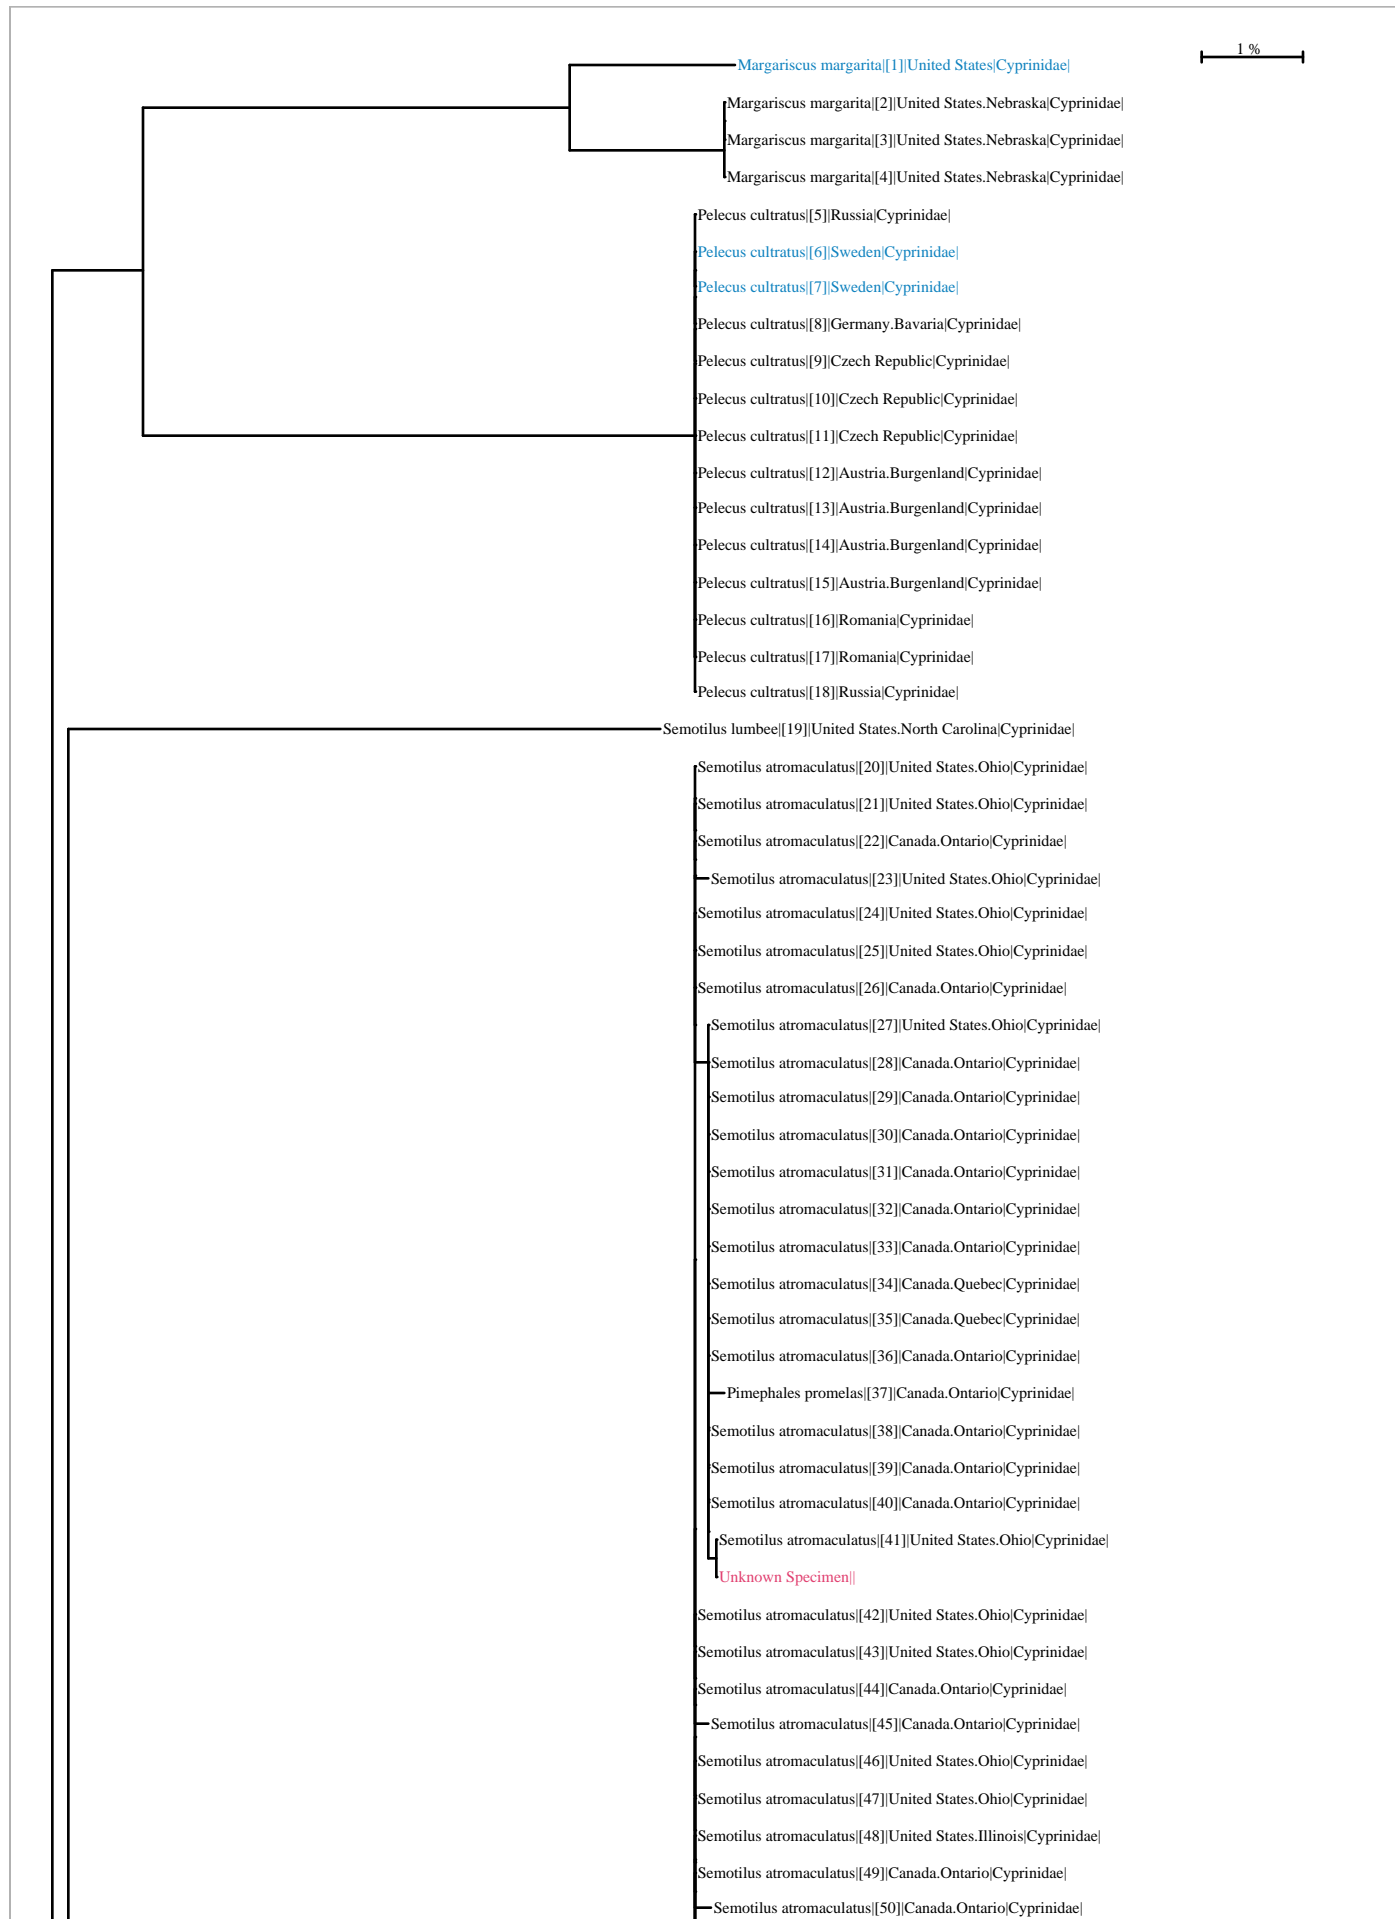 1 %
Margariscus margarita|[1]|United States|Cyprinidae|
Margariscus margarita|[2]|United States.Nebraska|Cyprinidae|
Margariscus margarita|[3]|United States.Nebraska|Cyprinidae|
Margariscus margarita|[4]|United States.Nebraska|Cyprinidae|
Pelecus cultratus|[5]|Russia|Cyprinidae|
Pelecus cultratus|[6]|Sweden|Cyprinidae|
Pelecus cultratus|[7]|Sweden|Cyprinidae|
Pelecus cultratus|[8]|Germany.Bavaria|Cyprinidae|
Pelecus cultratus|[9]|Czech Republic|Cyprinidae|
Pelecus cultratus|[10]|Czech Republic|Cyprinidae|
Pelecus cultratus|[11]|Czech Republic|Cyprinidae|
Pelecus cultratus|[12]|Austria.Burgenland|Cyprinidae|
Pelecus cultratus|[13]|Austria.Burgenland|Cyprinidae|
Pelecus cultratus|[14]|Austria.Burgenland|Cyprinidae|
Pelecus cultratus|[15]|Austria.Burgenland|Cyprinidae|
Pelecus cultratus|[16]|Romania|Cyprinidae|
Pelecus cultratus|[17]|Romania|Cyprinidae|
Pelecus cultratus|[18]|Russia|Cyprinidae|
Semotilus lumbee|[19]|United States.North Carolina|Cyprinidae|
Semotilus atromaculatus|[20]|United States.Ohio|Cyprinidae|
Semotilus atromaculatus|[21]|United States.Ohio|Cyprinidae|
Semotilus atromaculatus|[22]|Canada.Ontario|Cyprinidae|
Semotilus atromaculatus|[23]|United States.Ohio|Cyprinidae|
Semotilus atromaculatus|[24]|United States.Ohio|Cyprinidae|
Semotilus atromaculatus|[25]|United States.Ohio|Cyprinidae|
Semotilus atromaculatus|[26]|Canada.Ontario|Cyprinidae|
Semotilus atromaculatus|[27]|United States.Ohio|Cyprinidae|
Semotilus atromaculatus|[28]|Canada.Ontario|Cyprinidae|
Semotilus atromaculatus|[29]|Canada.Ontario|Cyprinidae|
Semotilus atromaculatus|[30]|Canada.Ontario|Cyprinidae|
Semotilus atromaculatus|[31]|Canada.Ontario|Cyprinidae|
Semotilus atromaculatus|[32]|Canada.Ontario|Cyprinidae|
Semotilus atromaculatus|[33]|Canada.Ontario|Cyprinidae|
Semotilus atromaculatus|[34]|Canada.Quebec|Cyprinidae|
Semotilus atromaculatus|[35]|Canada.Quebec|Cyprinidae|
Semotilus atromaculatus|[36]|Canada.Ontario|Cyprinidae|
Pimephales promelas|[37]|Canada.Ontario|Cyprinidae|
Semotilus atromaculatus|[38]|Canada.Ontario|Cyprinidae|
Semotilus atromaculatus|[39]|Canada.Ontario|Cyprinidae|
Semotilus atromaculatus|[40]|Canada.Ontario|Cyprinidae|
Semotilus atromaculatus|[41]|United States.Ohio|Cyprinidae|
Unknown Specimen||
Semotilus atromaculatus|[42]|United States.Ohio|Cyprinidae|
Semotilus atromaculatus|[43]|United States.Ohio|Cyprinidae|
Semotilus atromaculatus|[44]|Canada.Ontario|Cyprinidae|
Semotilus atromaculatus|[45]|Canada.Ontario|Cyprinidae|
Semotilus atromaculatus|[46]|United States.Ohio|Cyprinidae|
Semotilus atromaculatus|[47]|United States.Ohio|Cyprinidae|
Semotilus atromaculatus|[48]|United States.Illinois|Cyprinidae|
Semotilus atromaculatus|[49]|Canada.Ontario|Cyprinidae|
Semotilus atromaculatus|[50]|Canada.Ontario|Cyprinidae|